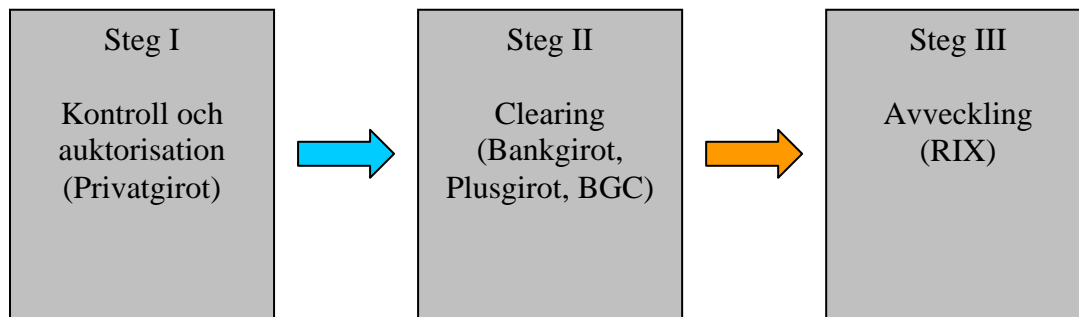 Steg I
Kontroll och
auktorisation
(Privatgirot)
Steg II
Clearing
(Bankgirot,
Plusgirot, BGC)
Steg III
Avveckling
(RIX)